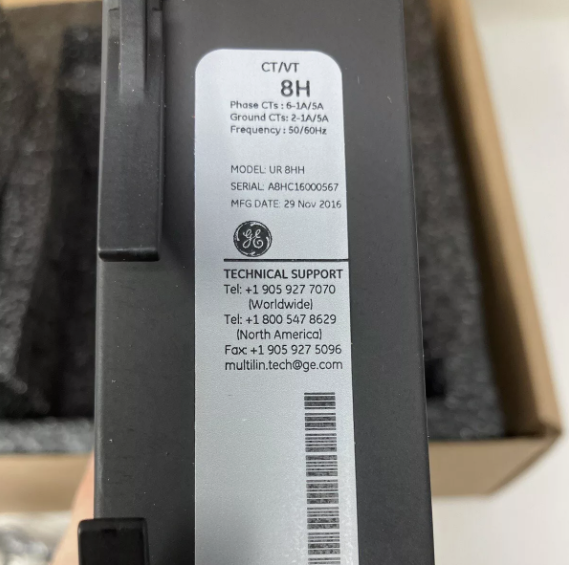 CT/VT
8H
Phase CTs : 6-1A/5A
Ground CTs: 2-1A/5A
Frequency : 50/60Hz
MODEL: UR 8HH
SERIAL: A8HC16000567
MFG DATE: 29 Nov 2016
GE
TECHNICAL SUPPORT
Tel: +1 905 927 7070
(Worldwide)
Tel: +1 800 547 8629
(North America)
Fax: +1 905 927 5096
multilin.tech@ge.com